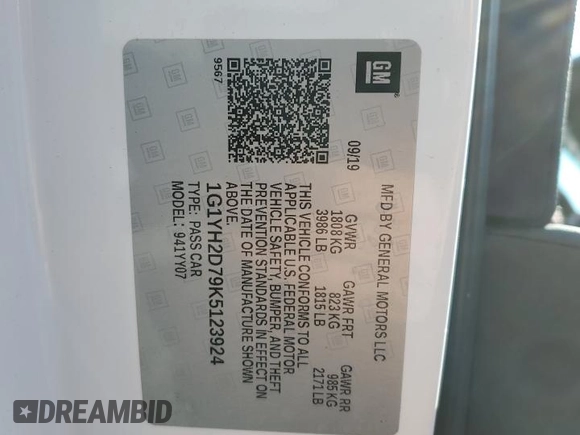 GM
MFD BY GENERAL MOTORS LLC
09/19
GVWR GAWR FRT GAWR RR
1808 KG 823 KG 985 KG
3986 LB 1815 LB 2171 LB
THIS VEHICLE CONFORMS TO ALL
APPLICABLE U.S. FEDERAL MOTOR
VEHICLE SAFETY, BUMPER, AND THEFT
PREVENTION STANDARDS IN EFFECT ON
THE DATE OF MANUFACTURE SHOWN
ABOVE.
1G1YH2D79K5123924
TYPE: PASS CAR
MODEL: 941YY07
9567
DREAMBID